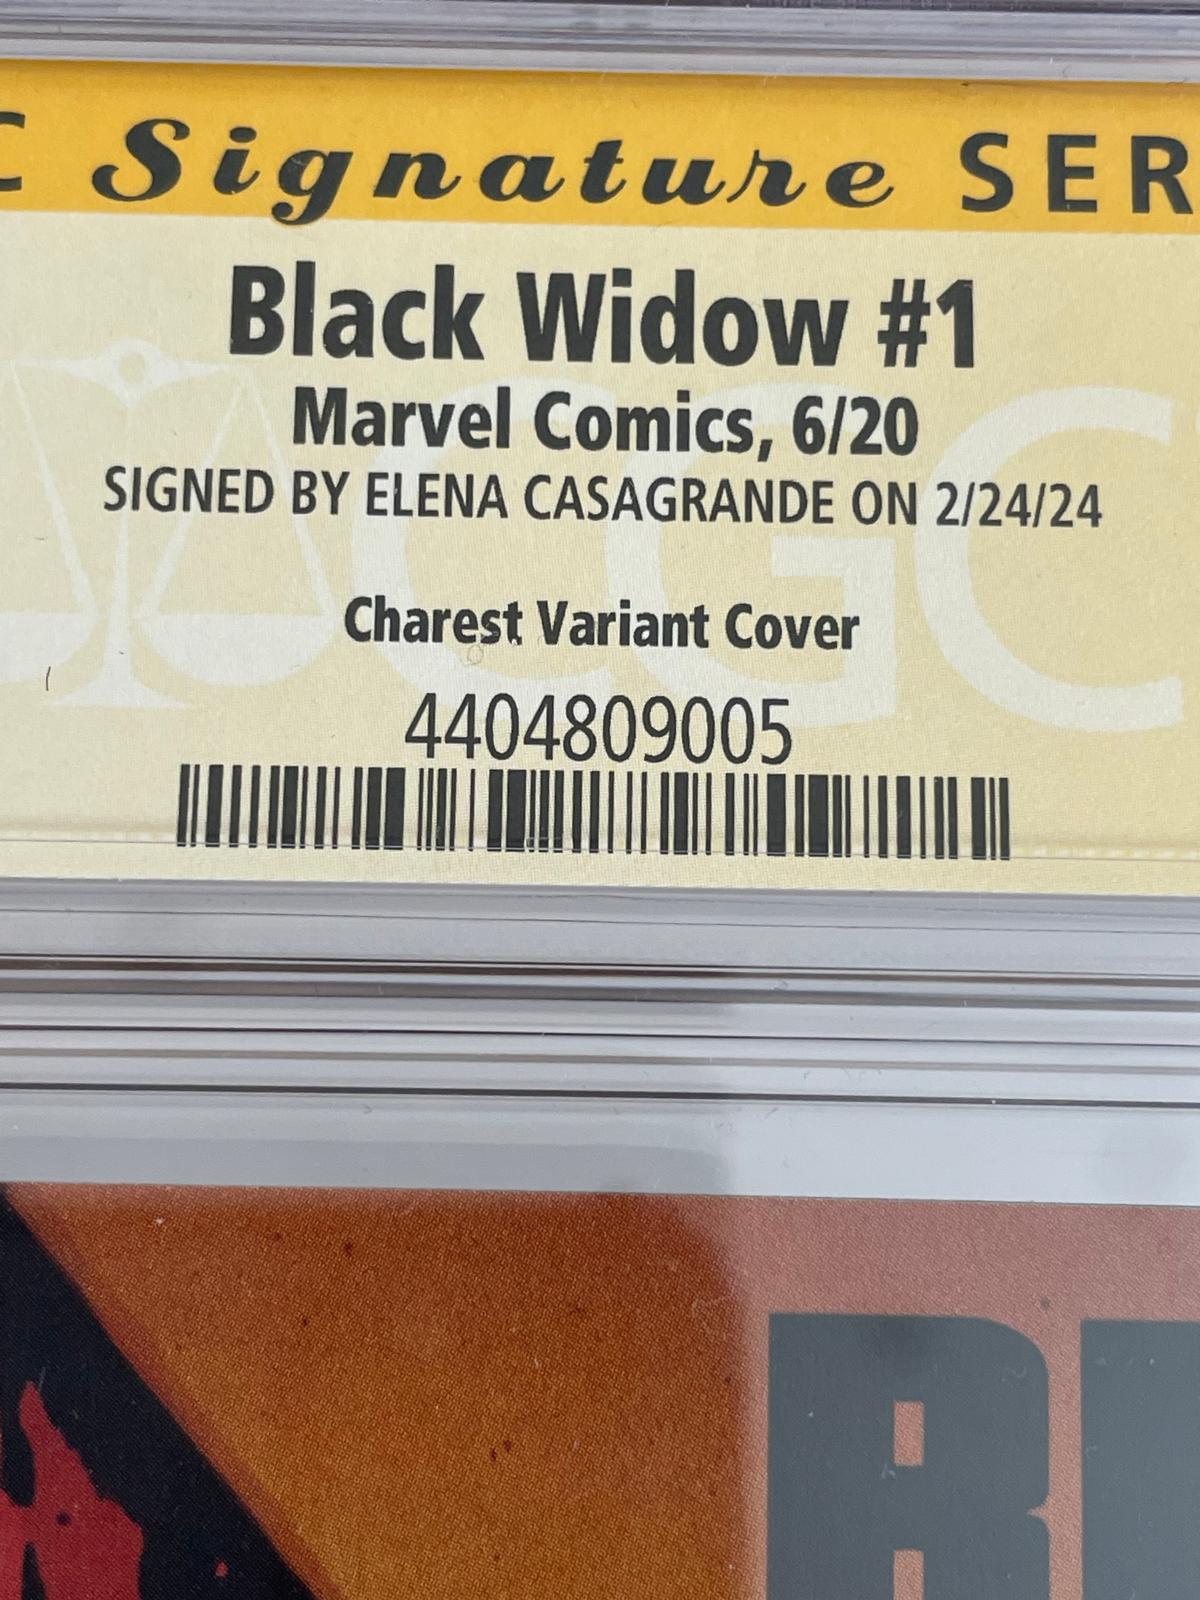 C Signature SER
Black Widow #1
Marvel Comics, 6/20
SIGNED BY ELENA CASAGRANDE ON 2/24/24
CGC
Charest Variant Cover
4404809005